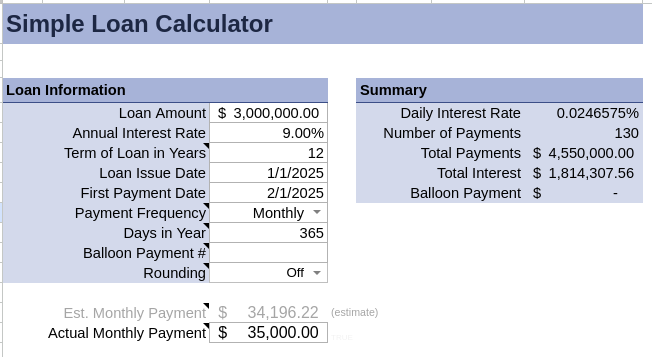 Simple Loan Calculator
Loan Information
Loan Amount $ 3,000,000.00
Annual Interest Rate 9.00%
Term of Loan in Years 12
Loan Issue Date 1/1/2025
First Payment Date 2/1/2025
Payment Frequency Monthly
Days in Year 365
Balloon Payment #
Rounding Off
Est. Monthly Payment $ 34,196.22 (estimate)
Actual Monthly Payment $ 35,000.00
Summary
Daily Interest Rate 0.0246575%
Number of Payments 130
Total Payments $ 4,550,000.00
Total Interest $ 1,814,307.56
Balloon Payment $ -